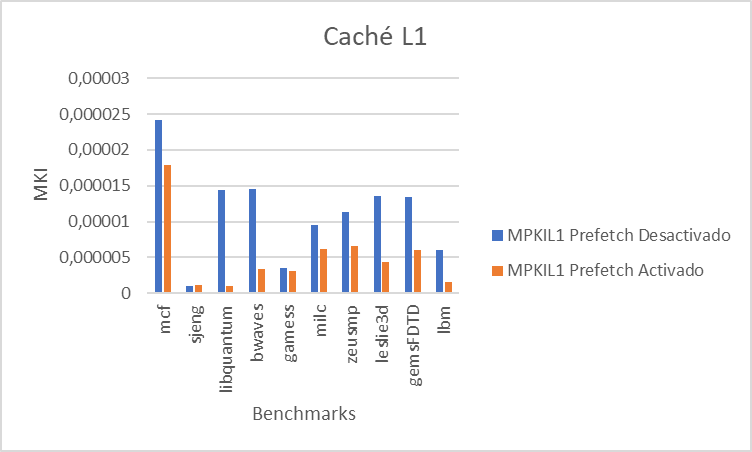 Caché L1
0,00003
0,000025
0,00002
0,000015
0,00001
0,000005
0
MKI
mcf
sjeng
libquantum
bwaves
gamess
milc
zeusmp
leslie3d
gemsFDTD
lbm
Benchmarks
MPKIL1 Prefetch Desactivado
MPKIL1 Prefetch Activado